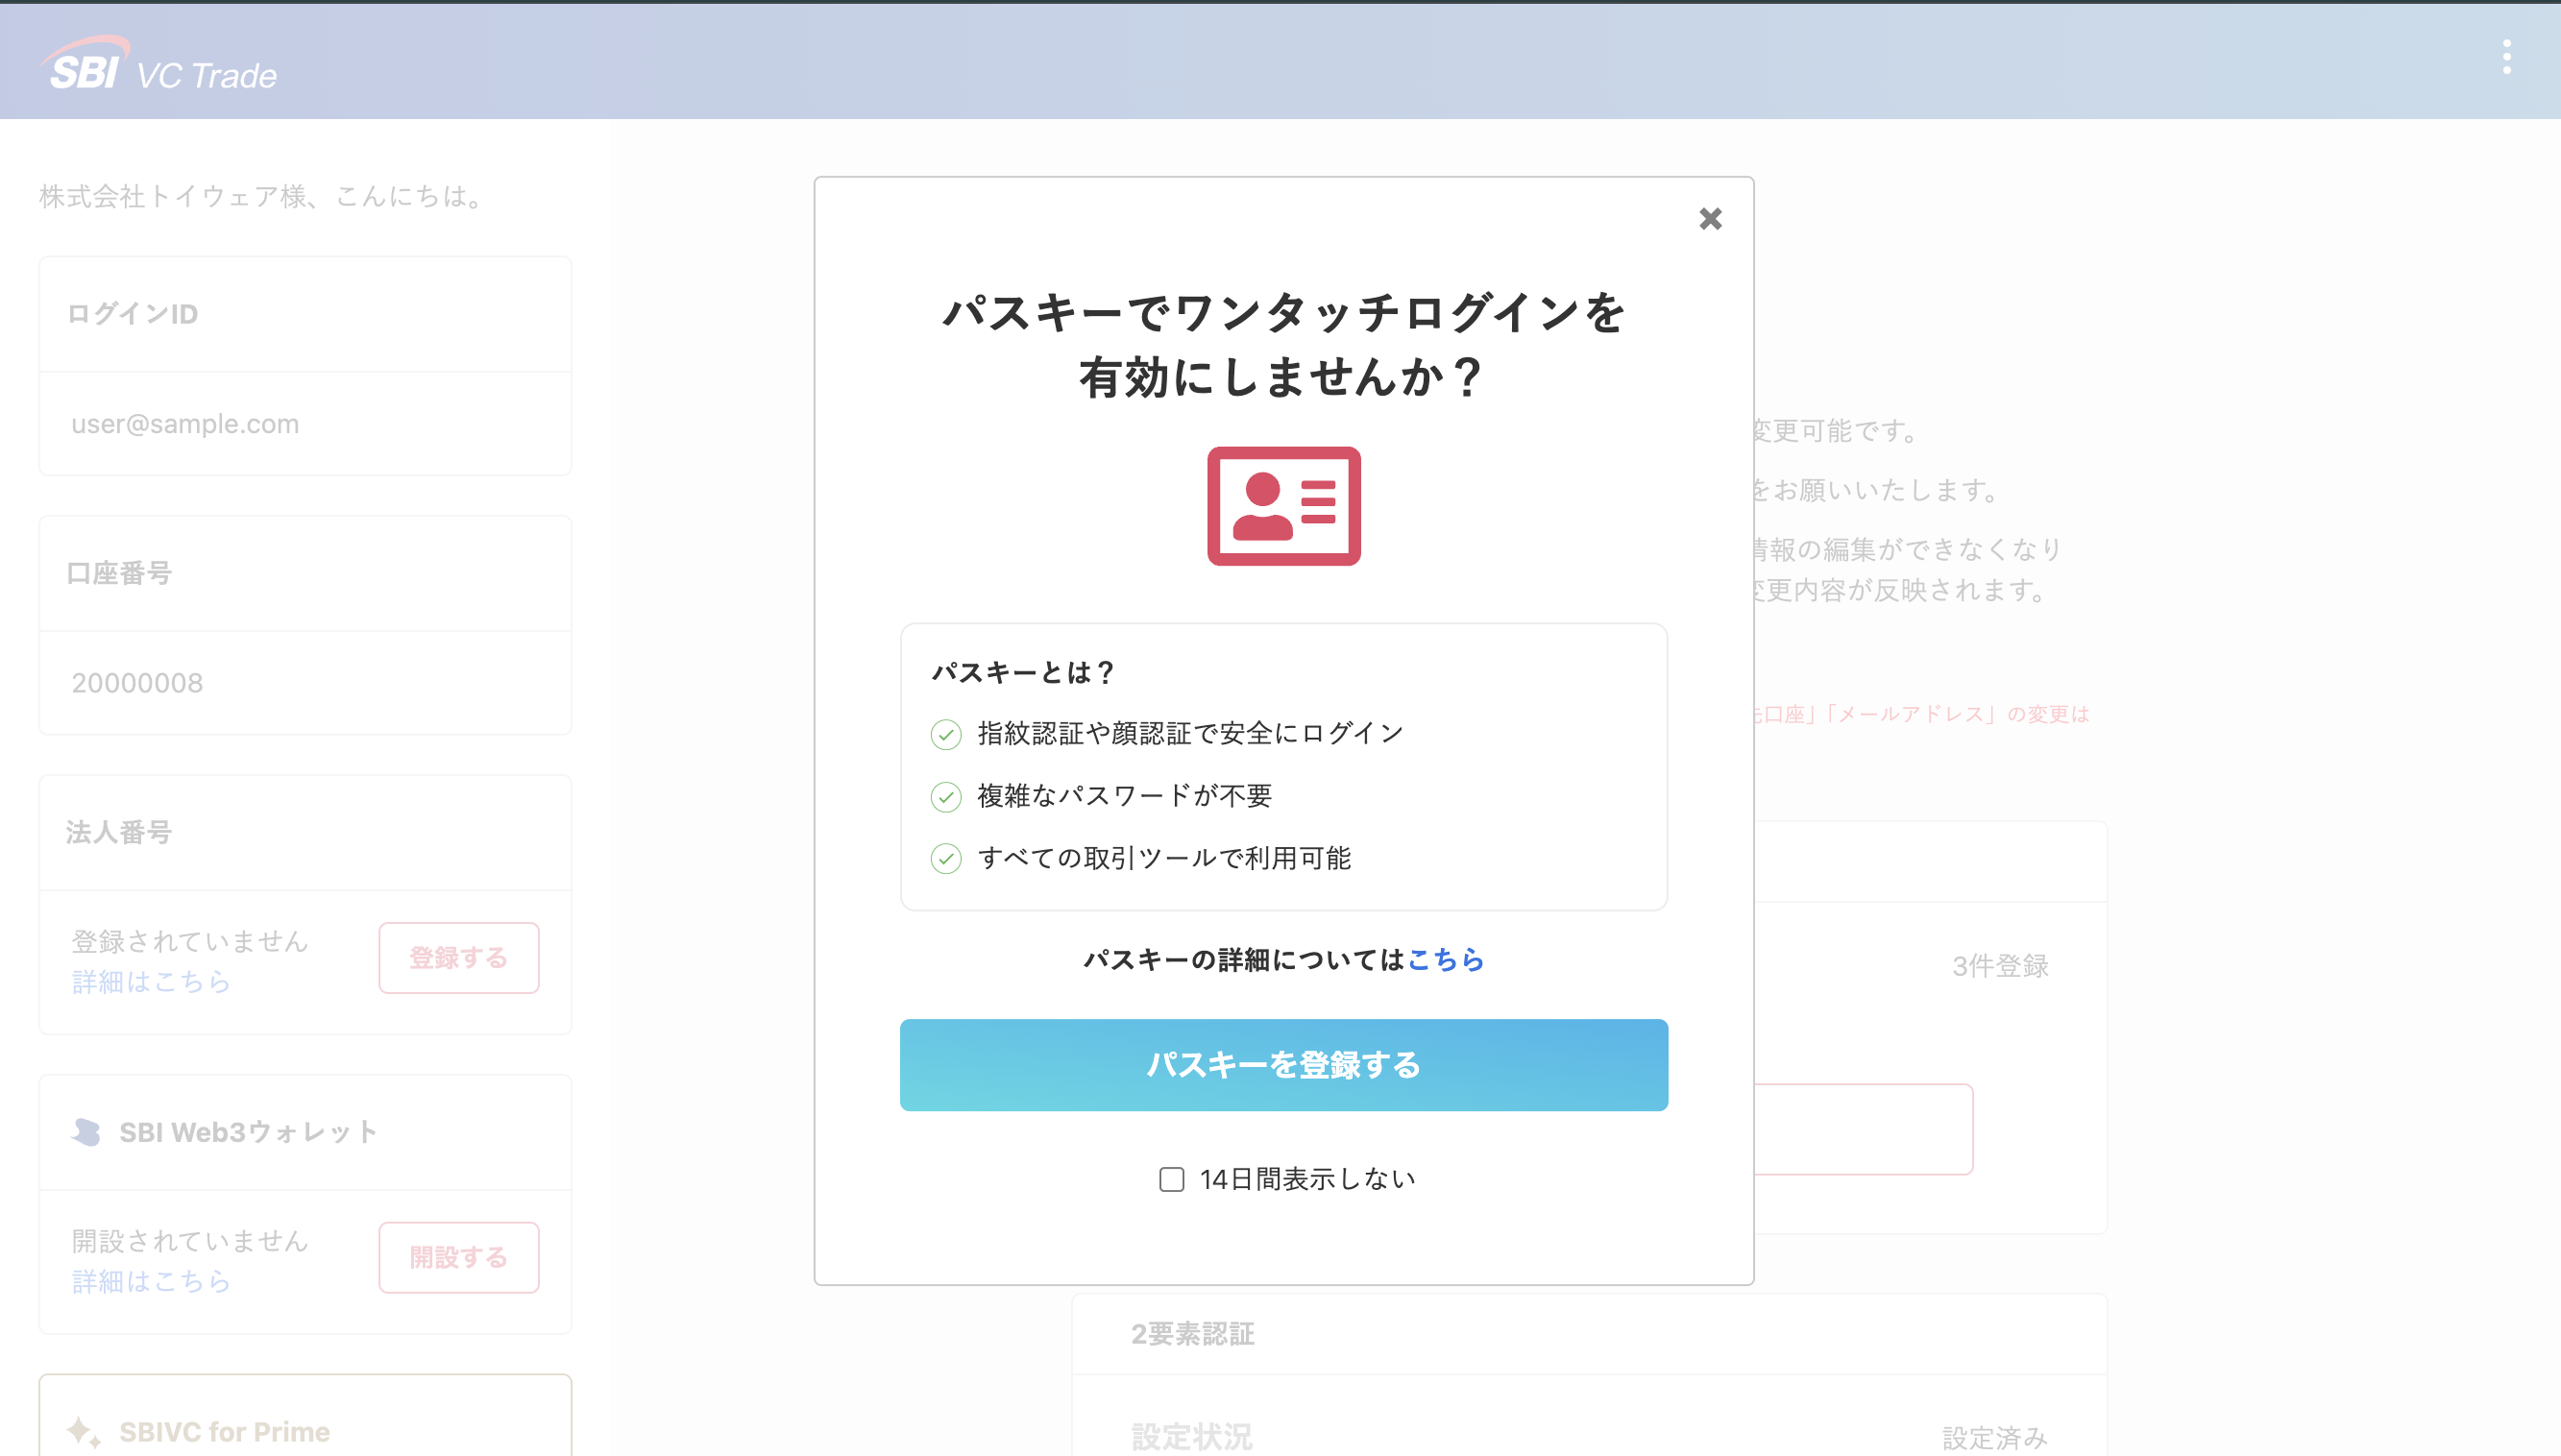 SBI VC Trade
株式会社トイウェア様、こんにちは。
ログインID
user@sample.com
口座番号
20000008
法人番号
登録されていません
詳細はこちら
登録する
SBI Web3ウォレット
開設されていません
詳細はこちら
開設する
SBIVC for Prime
パスキーでワンタッチログインを
有効にしませんか？
パスキーとは？
指紋認証や顔認証で安全にログイン
複雑なパスワードが不要
すべての取引ツールで利用可能
パスキーの詳細についてはこちら
パスキーを登録する
14日間表示しない
変更可能です。
をお願いいたします。
情報の編集ができなくなり
変更内容が反映されます。
口座」「メールアドレス」の変更は
3件登録
2要素認証
設定状況
設定済み